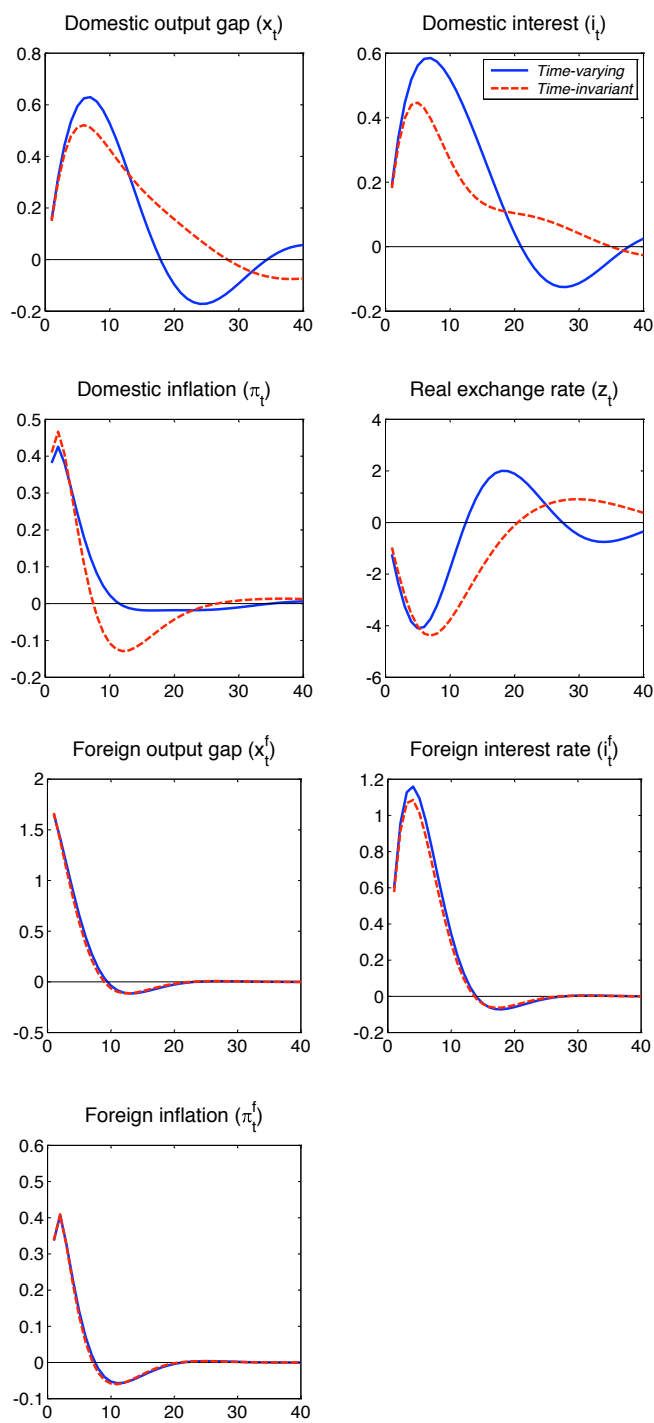 Domestic output gap (x_t)
0.8
0.6
0.4
0.2
0
-0.2
0 10 20 30 40
Domestic interest (i_t)
0.6
0.4
0.2
0
-0.2
0 10 20 30 40
Time-varying
Time-invariant
Domestic inflation (π_t)
0.5
0.4
0.3
0.2
0.1
0
-0.1
-0.2
0 10 20 30 40
Real exchange rate (z_t)
4
2
0
-2
-4
-6
0 10 20 30 40
Foreign output gap (x_t^f)
2
1.5
1
0.5
0
-0.5
0 10 20 30 40
Foreign interest rate (i_t^f)
1.2
1
0.8
0.6
0.4
0.2
0
-0.2
0 10 20 30 40
Foreign inflation (π_t^f)
0.6
0.5
0.4
0.3
0.2
0.1
0
-0.1
0 10 20 30 40